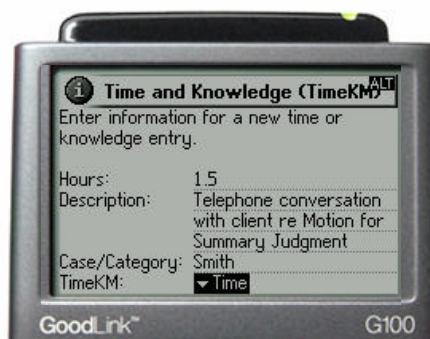 ALT
i Time and Knowledge (TimeKM)
Enter information for a new time or
knowledge entry.
Hours: 1.5
Description: Telephone conversation
with client re Motion for
Summary Judgment
Case/Category: Smith
TimeKM: Time
GoodLink™ G100